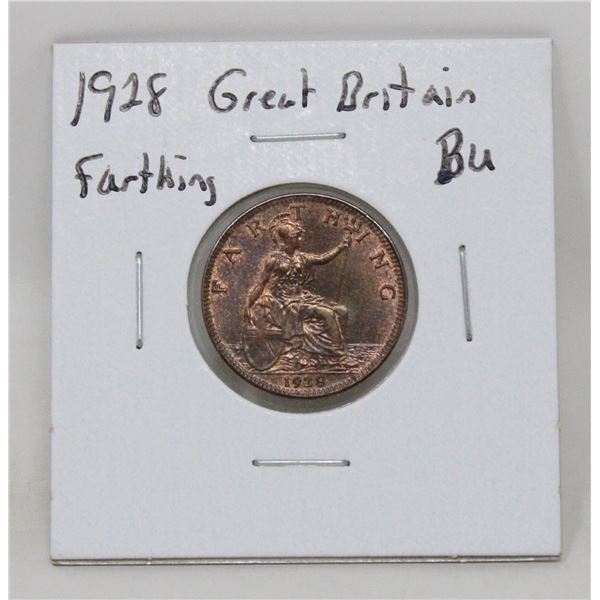 1928 Great Britain
Farthing BU
FARTHING
1928